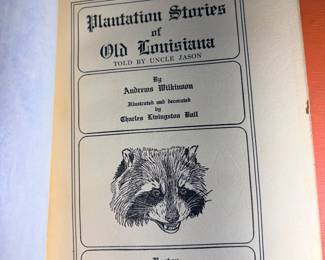 Plantation Stories
of
Old Louisiana
TOLD BY UNCLE JASON
By
Andrews Wilkinson
Illustrated and decorated
by
Charles Livingston Bull